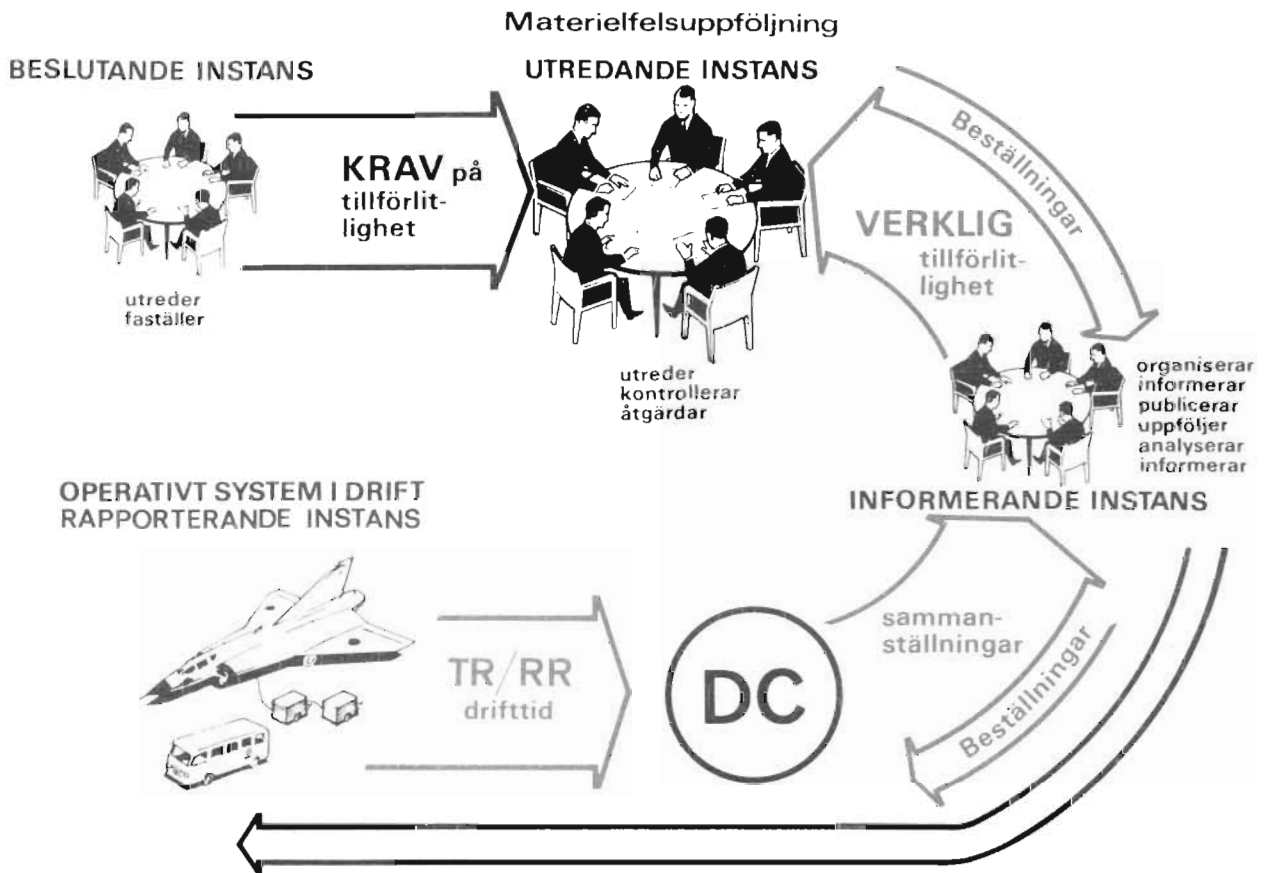 Materielfelsuppföljning
BESLUTANDE INSTANS
UTREDANDE INSTANS
KRAV på
tillförlit-
lighet
utreder
faställer
utreder
kontrollerar
åtgärdar
Beställningar
VERKLIG
tillförlit-
lighet
organiserar
informerar
publicerar
uppföljer
analyserar
informerar
INFORMERANDE INSTANS
OPERATIVT SYSTEM I DRIFT
RAPPORTERANDE INSTANS
TR/RR
drifttid
DC
samman-
ställningar
Beställningar